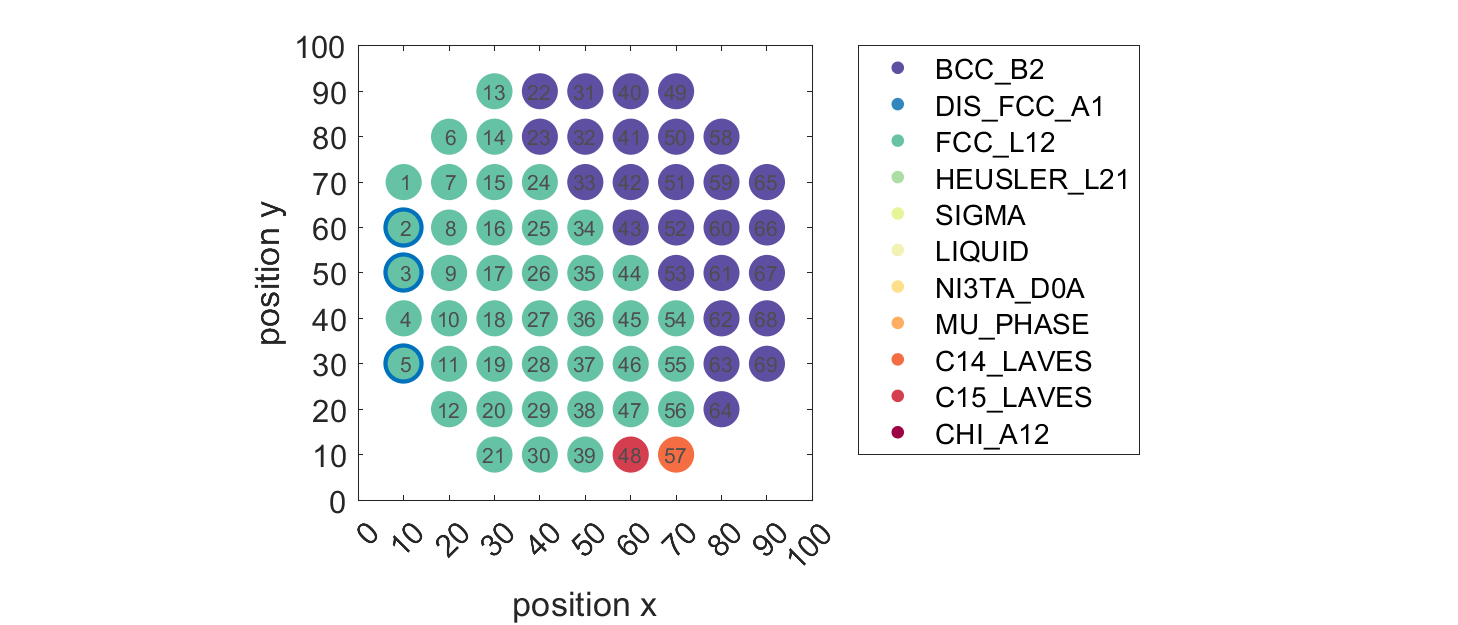 100
90 13 22 31 40 49
80 6 14 23 32 41 50 58
70 1 7 15 24 33 42 51 59 65
60 2 8 16 25 34 43 52 60 66
50 3 9 17 26 35 44 53 61 67
40 4 10 18 27 36 45 54 62 68
30 5 11 19 28 37 46 55 63 69
20 12 20 29 38 47 56 64
10 21 30 39 48 57
0
position y
0 10 20 30 40 50 60 70 80 90 100
position x
BCC_B2
DIS_FCC_A1
FCC_L12
HEUSLER_L21
SIGMA
LIQUID
NI3TA_D0A
MU_PHASE
C14_LAVES
C15_LAVES
CHI_A12